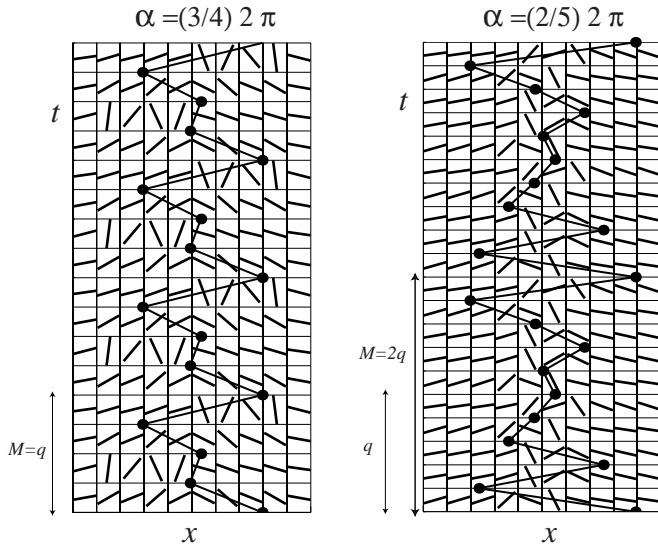 α =(3/4) 2 π
t
M=q
x
α =(2/5) 2 π
t
M=2q
q
x